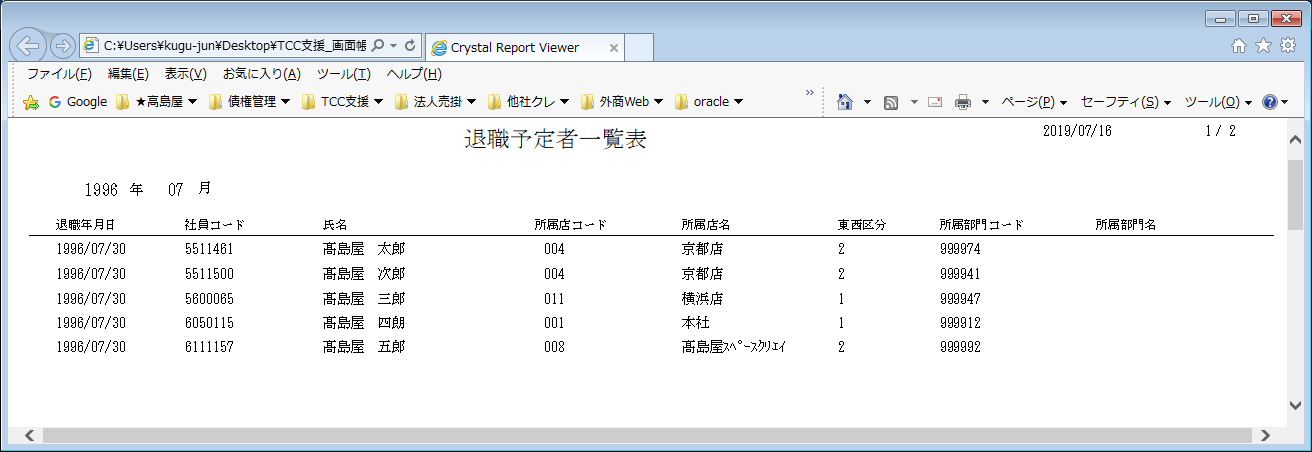 C:¥Users¥kugu-jun¥Desktop¥TCC支援_画面帳
Crystal Report Viewer
ファイル(F) 編集(E) 表示(V) お気に入り(A) ツール(T) ヘルプ(H)
Google ★高島屋 債権管理 TCC支援 法人売掛 他社クレ 外商Web oracle » ページ(P) セーフティ(S) ツール(O)
退職予定者一覧表 2019/07/16 1 / 2
1996 年 07 月
退職年月日 社員コード 氏名 所属店コード 所属店名 東西区分 所属部門コード 所属部門名
1996/07/30 5511461 髙島屋 太郎 004 京都店 2 999974
1996/07/30 5511500 髙島屋 次郎 004 京都店 2 999941
1996/07/30 5600065 髙島屋 三郎 011 横浜店 1 999947
1996/07/30 6050115 髙島屋 四朗 001 本社 1 999912
1996/07/30 6111157 髙島屋 五郎 008 髙島屋ｽﾍﾟｰｽｸﾘｴｲ 2 999992